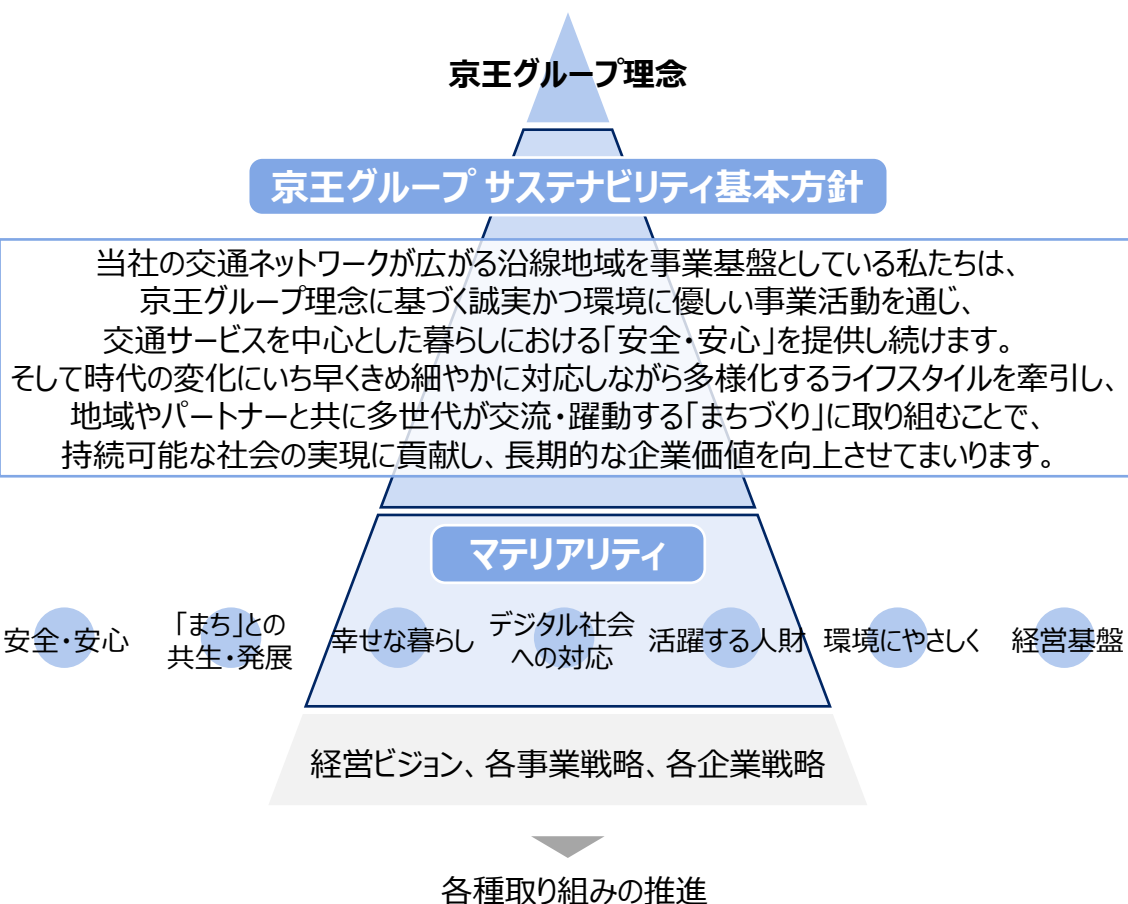 京王グループ理念
京王グループ サステナビリティ基本方針
当社の交通ネットワークが広がる沿線地域を事業基盤としている私たちは、
京王グループ理念に基づく誠実かつ環境に優しい事業活動を通じ、
交通サービスを中心とした暮らしにおける「安全・安心」を提供し続けます。
そして時代の変化にいち早くきめ細やかに対応しながら多様化するライフスタイルを牽引し、
地域やパートナーと共に多世代が交流・躍動する「まちづくり」に取り組むことで、
持続可能な社会の実現に貢献し、長期的な企業価値を向上させてまいります。
マテリアリティ
安全・安心
「まち」との
共生・発展
幸せな暮らし
デジタル社会
への対応
活躍する人財
環境にやさしく
経営基盤
経営ビジョン、各事業戦略、各企業戦略
各種取り組みの推進